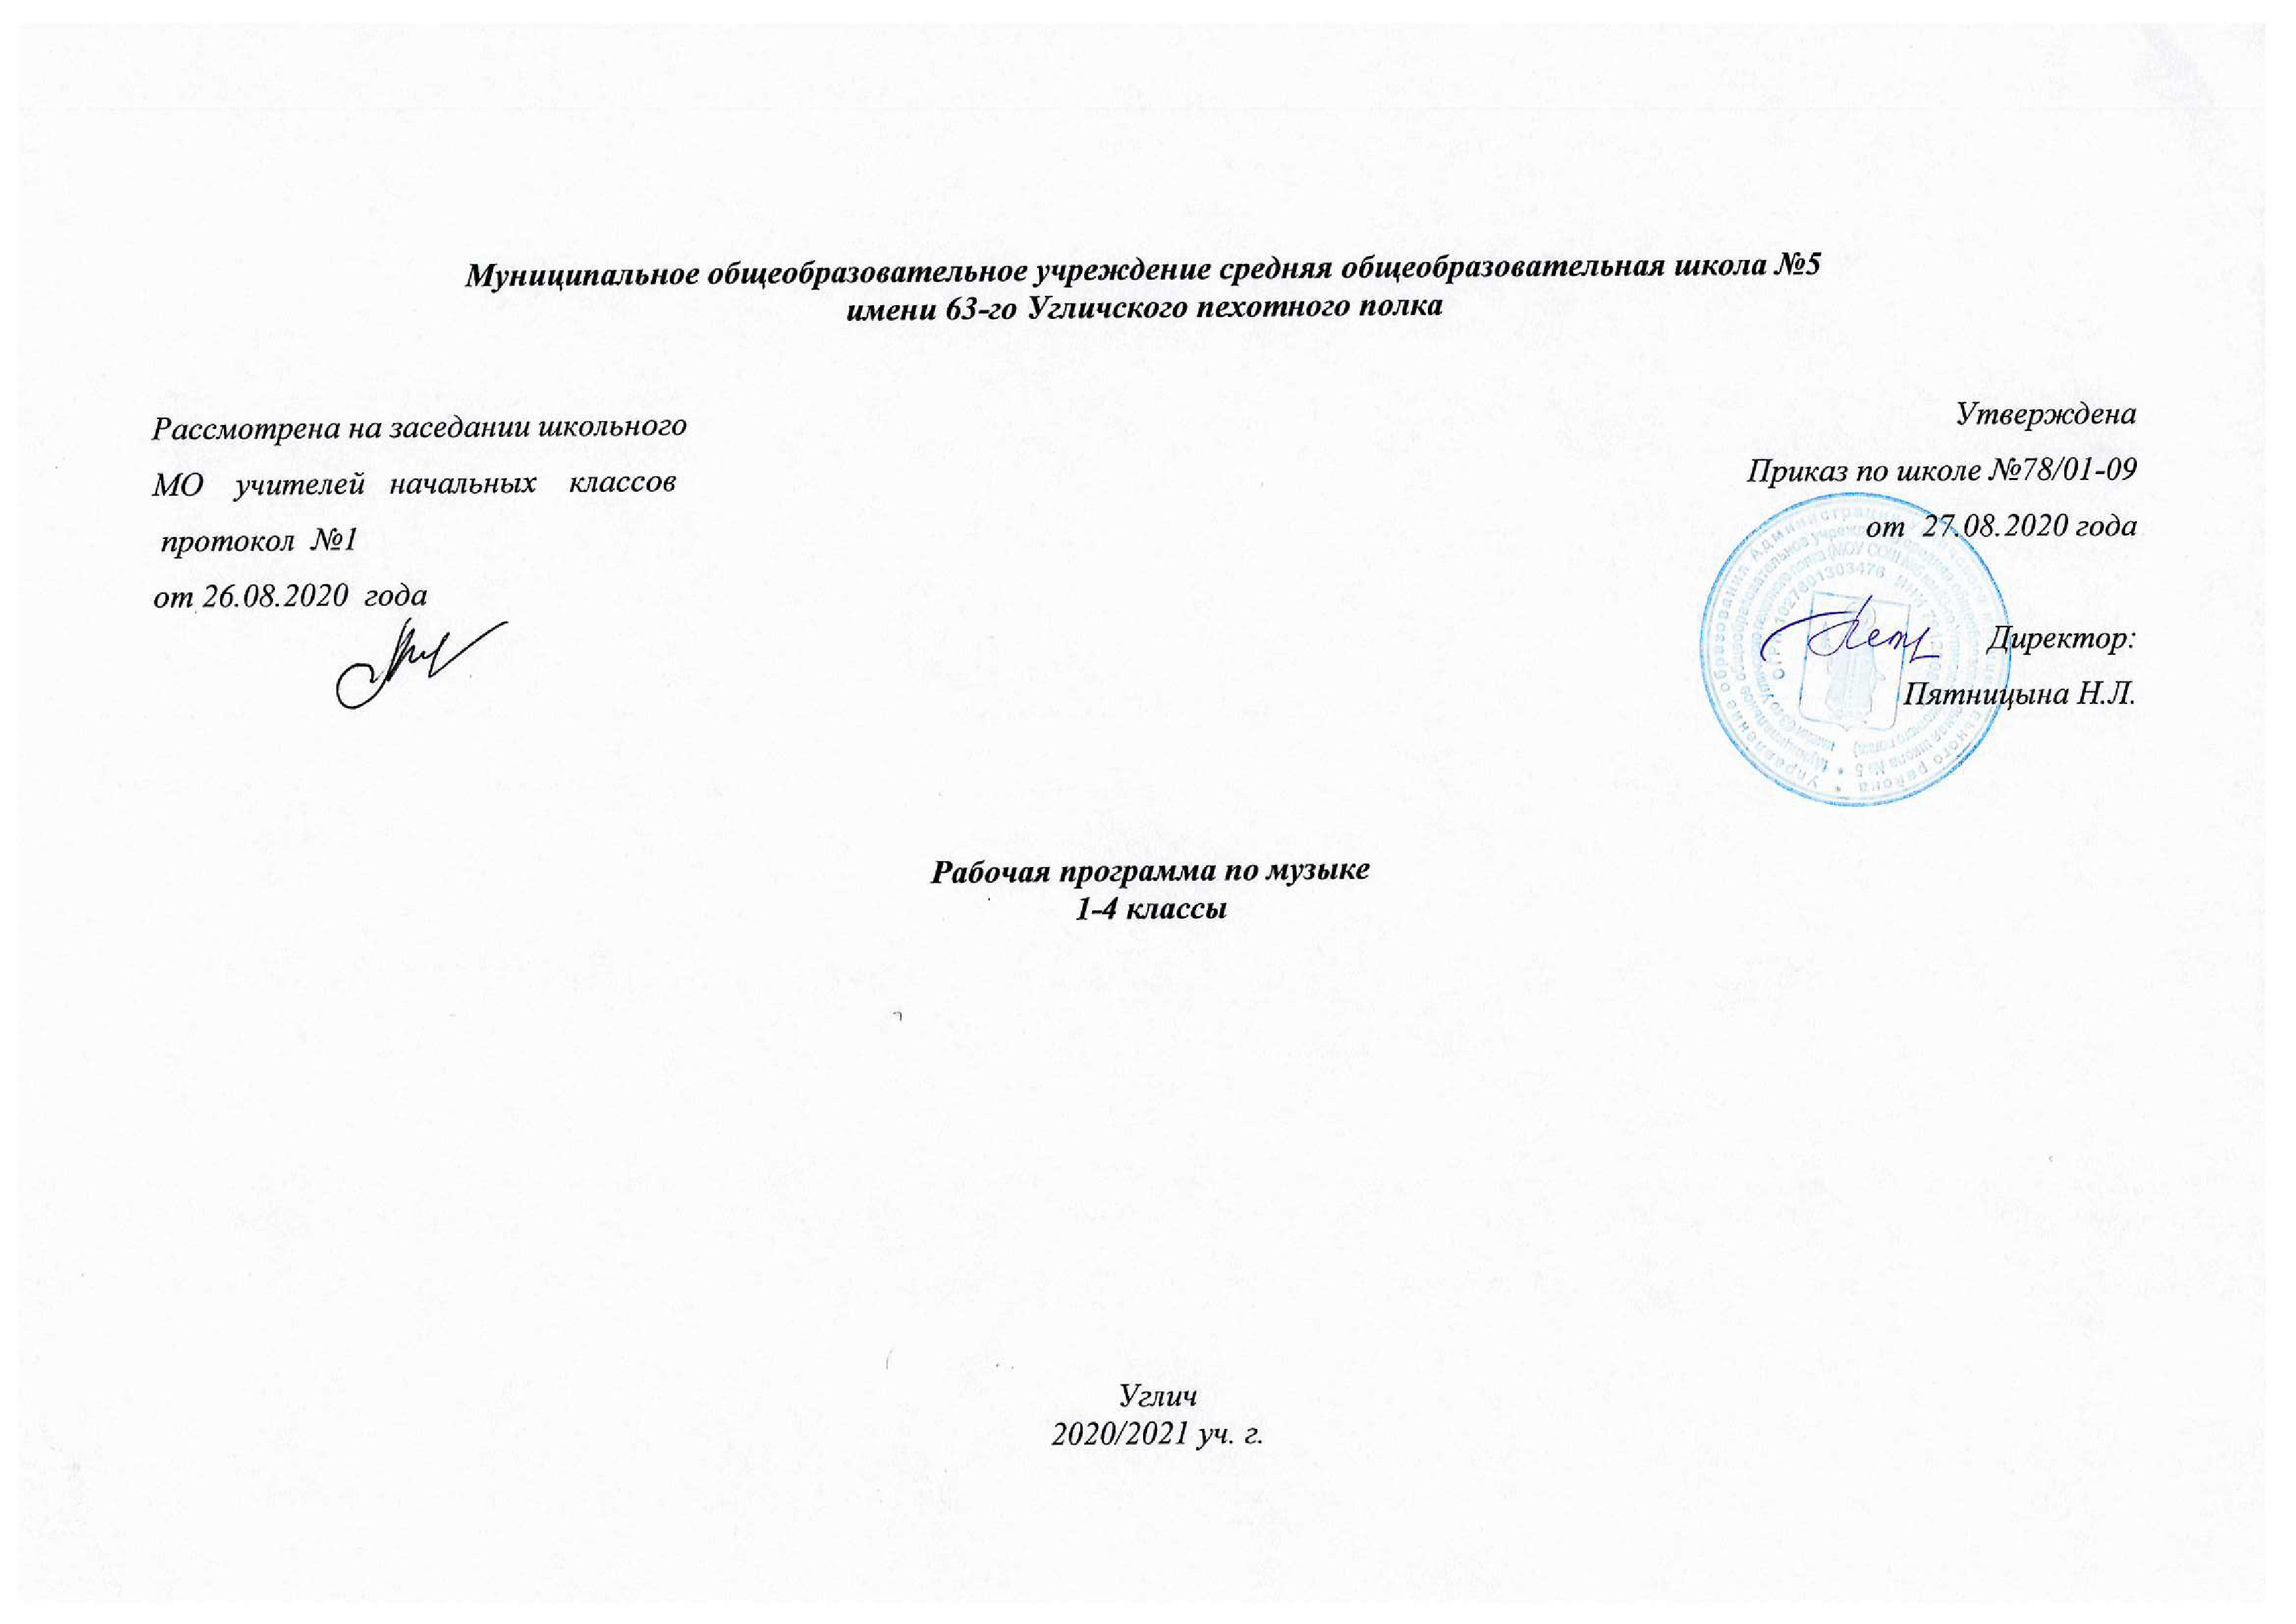 Муниципальное общеобразовательное учреждение средняя общеобразовательная школа №5
имени 63-го Угличского пехотного полка
Рассмотрена на заседании школьного
МО учителей начальных классов
протокол №1
от 26.08.2020 года
Утверждена
Приказ по школе №78/01-09
от 27.08.2020 года
Директор:
Пятницына Н.Л.
Рабочая программа по музыке
1-4 классы
Углич
2020/2021 уч. г.